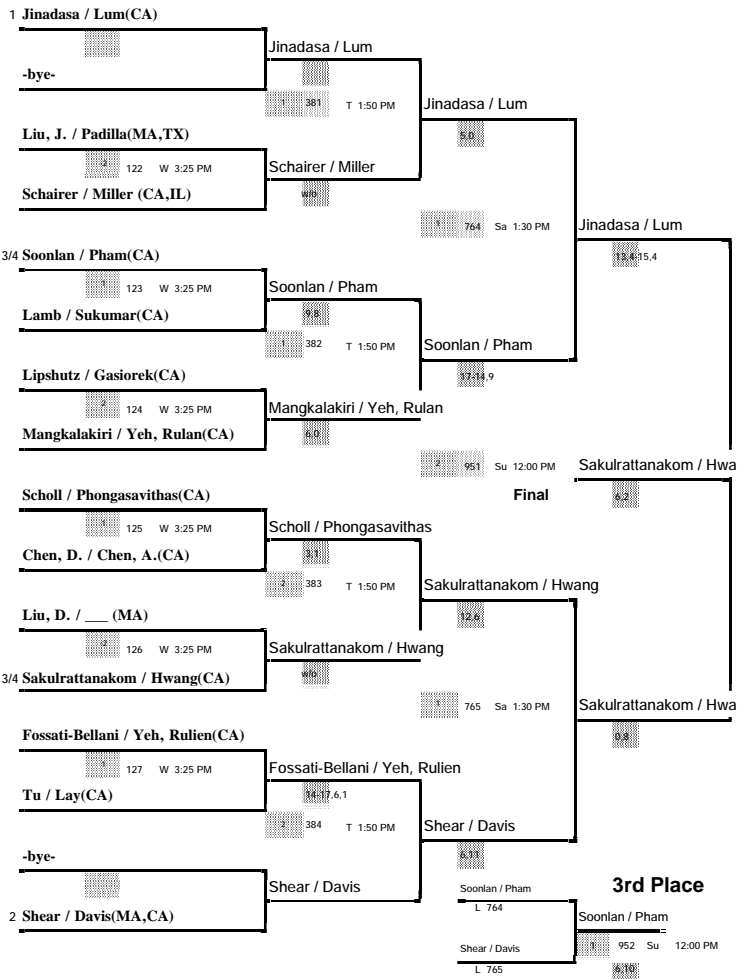 1 Jinadasa / Lum(CA)
Jinadasa / Lum
-bye-
1 381 T 1:50 PM
Jinadasa / Lum
Liu, J. / Padilla(MA,TX)
5,0
-2 122 W 3:25 PM
Schairer / Miller
Schairer / Miller (CA,IL)
w/o
1 764 Sa 1:30 PM
Jinadasa / Lum
3/4 Soonlan / Pham(CA)
13,4-15,4
1 123 W 3:25 PM
Soonlan / Pham
Lamb / Sukumar(CA)
9,8
1 382 T 1:50 PM
Soonlan / Pham
Lipshutz / Gasiorek(CA)
17-14,9
2 124 W 3:25 PM
Mangkalakiri / Yeh, Rulan
Mangkalakiri / Yeh, Rulan(CA)
6,0
2 951 Su 12:00 PM
Sakulrattanakom / Hwa
Final
6,2
Scholl / Phongasavithas(CA)
1 125 W 3:25 PM
Scholl / Phongasavithas
Chen, D. / Chen, A.(CA)
3,1
2 383 T 1:50 PM
Sakulrattanakom / Hwang
Liu, D. / ___ (MA)
12,6
-2 126 W 3:25 PM
Sakulrattanakom / Hwang
3/4 Sakulrattanakom / Hwang(CA)
w/o
1 765 Sa 1:30 PM
Sakulrattanakom / Hwa
Fossati-Bellani / Yeh, Rulien(CA)
0,8
1 127 W 3:25 PM
Fossati-Bellani / Yeh, Rulien
Tu / Lay(CA)
14-17,6,1
2 384 T 1:50 PM
Shear / Davis
-bye-
6,11
Shear / Davis
3rd Place
Soonlan / Pham
L 764
2 Shear / Davis(MA,CA)
Soonlan / Pham
1 952 Su 12:00 PM
Shear / Davis
L 765
6,10